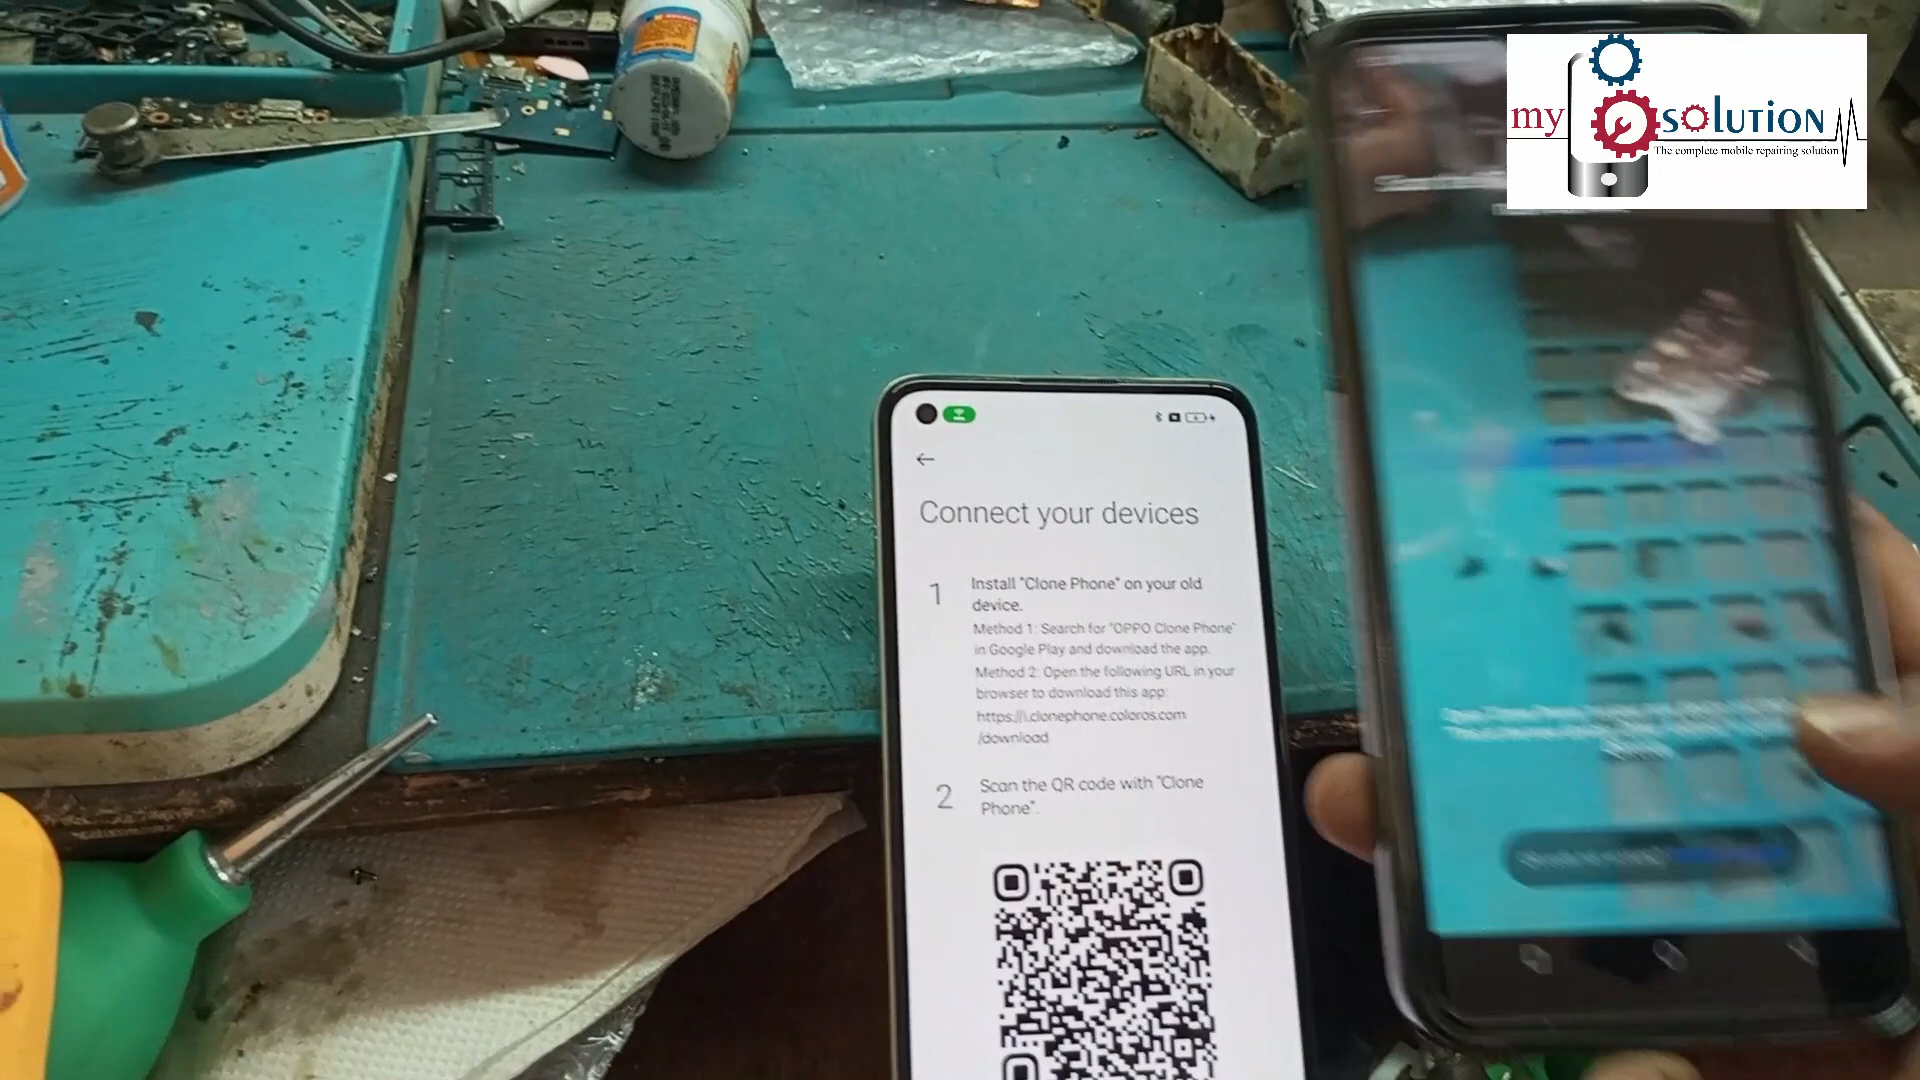 my
solution
The complete mobile repairing solution
Connect your devices
1
Install "Clone Phone" on your old
device.
Method 1: Search for "OPPO Clone Phone"
in Google Play and download the app.
Method 2: Open the following URL in your
browser to download this app:
https://i.clonephone.coloros.com
/download
2
Scan the QR code with "Clone
Phone".